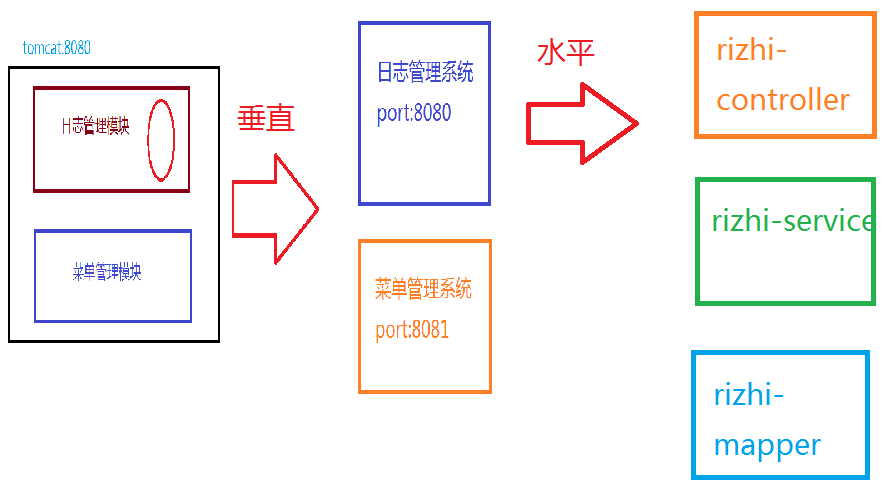 tomcat:8080
日志管理模块
菜单管理模块
垂直
日志管理系统
port:8080
菜单管理系统
port:8081
水平
rizhi-
controller
rizhi-service
rizhi-
mapper